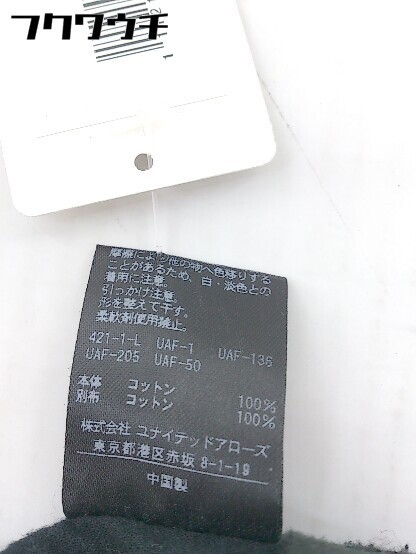 フクウウチ
1
摩擦により他の物へ色移りする
ことがあるため、白・淡色との
着用に注意。
引っかけ注意。
形を整えて干す。
柔軟剤使用禁止。
421-1-L UAF-1 UAF-136
UAF-205 UAF-50
本体 コットン 100%
別布 コットン 100%
株式会社 ユナイテッドアローズ
東京都港区赤坂 8-1-19
中国製